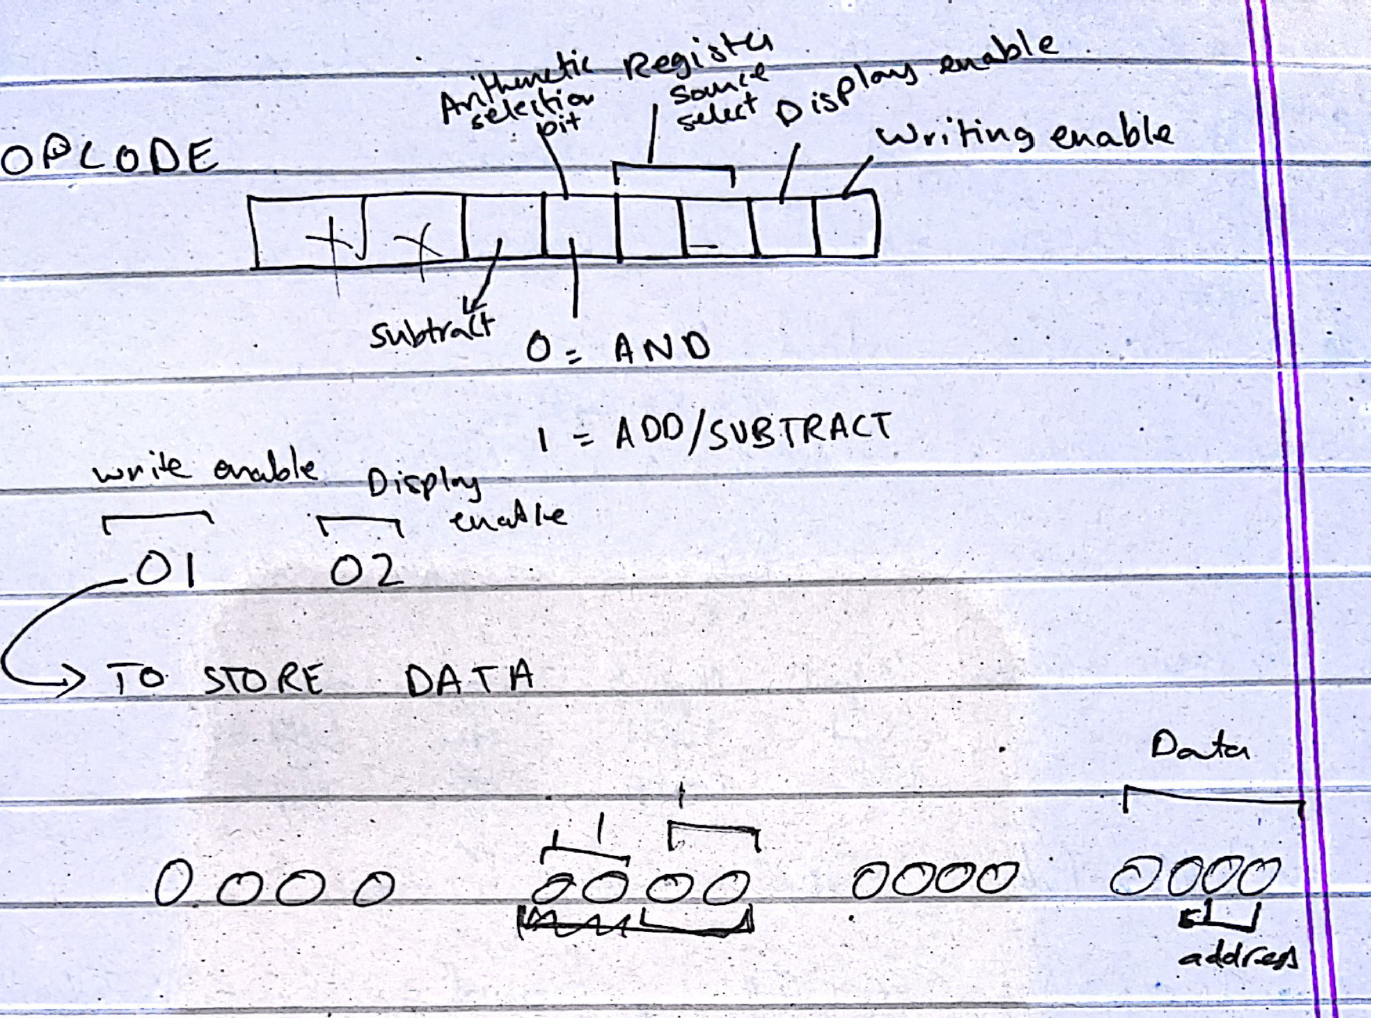 Arithmetic selection bit
Register source select
Display enable
Writing enable
OPCODE
X X
Subtract
0 = AND
1 = ADD/SUBTRACT
write enable
Display enable
01 02
TO STORE DATA
Data
0.000 0000 0000 0000
address